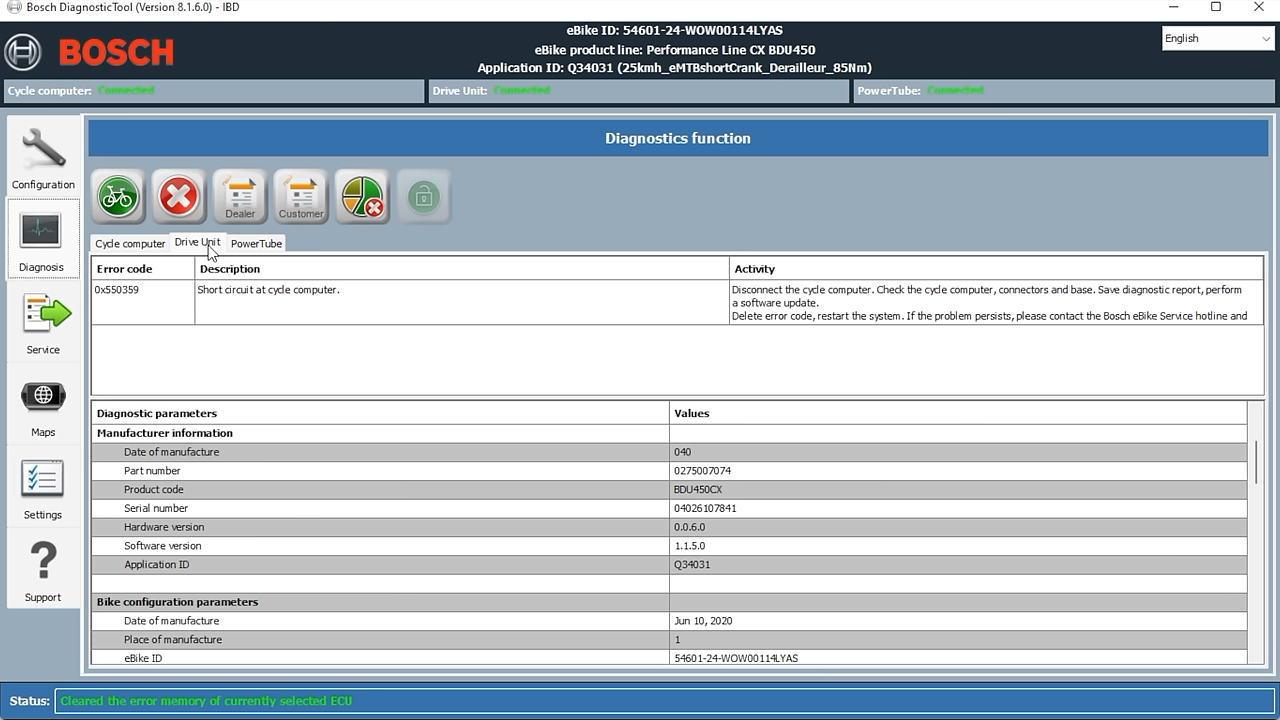 Bosch DiagnosticTool (Version 8.1.6.0) - IBD
eBike ID: 54601-24-WOW00114LYAS
BOSCH
eBike product line: Performance Line CX BDU450
English
Application ID: Q34031 (25kmh_eMTBshortCrank_Derailleur_85Nm)
Cycle computer: Connected
Drive Unit: Connected
PowerTube: Connected
Diagnostics function
Configuration
Dealer
Customer
Cycle computer
Drive Unit
PowerTube
Diagnosis
Error code
Description
Activity
0x550359
Short circuit at cycle computer.
Disconnect the cycle computer. Check the cycle computer, connectors and base. Save diagnostic report, perform
a software update.
Delete error code, restart the system. If the problem persists, please contact the Bosch eBike Service hotline and
Service
Maps
Settings
? 
Support
Diagnostic parameters
Values
Manufacturer information
Date of manufacture
040
Part number
0275007074
Product code
BDU450CX
Serial number
04026107841
Hardware version
0.0.6.0
Software version
1.1.5.0
Application ID
Q34031
Bike configuration parameters
Date of manufacture
Jun 10, 2020
Place of manufacture
1
eBike ID
54601-24-WOW00114LYAS
Status: Cleared the error memory of currently selected ECU